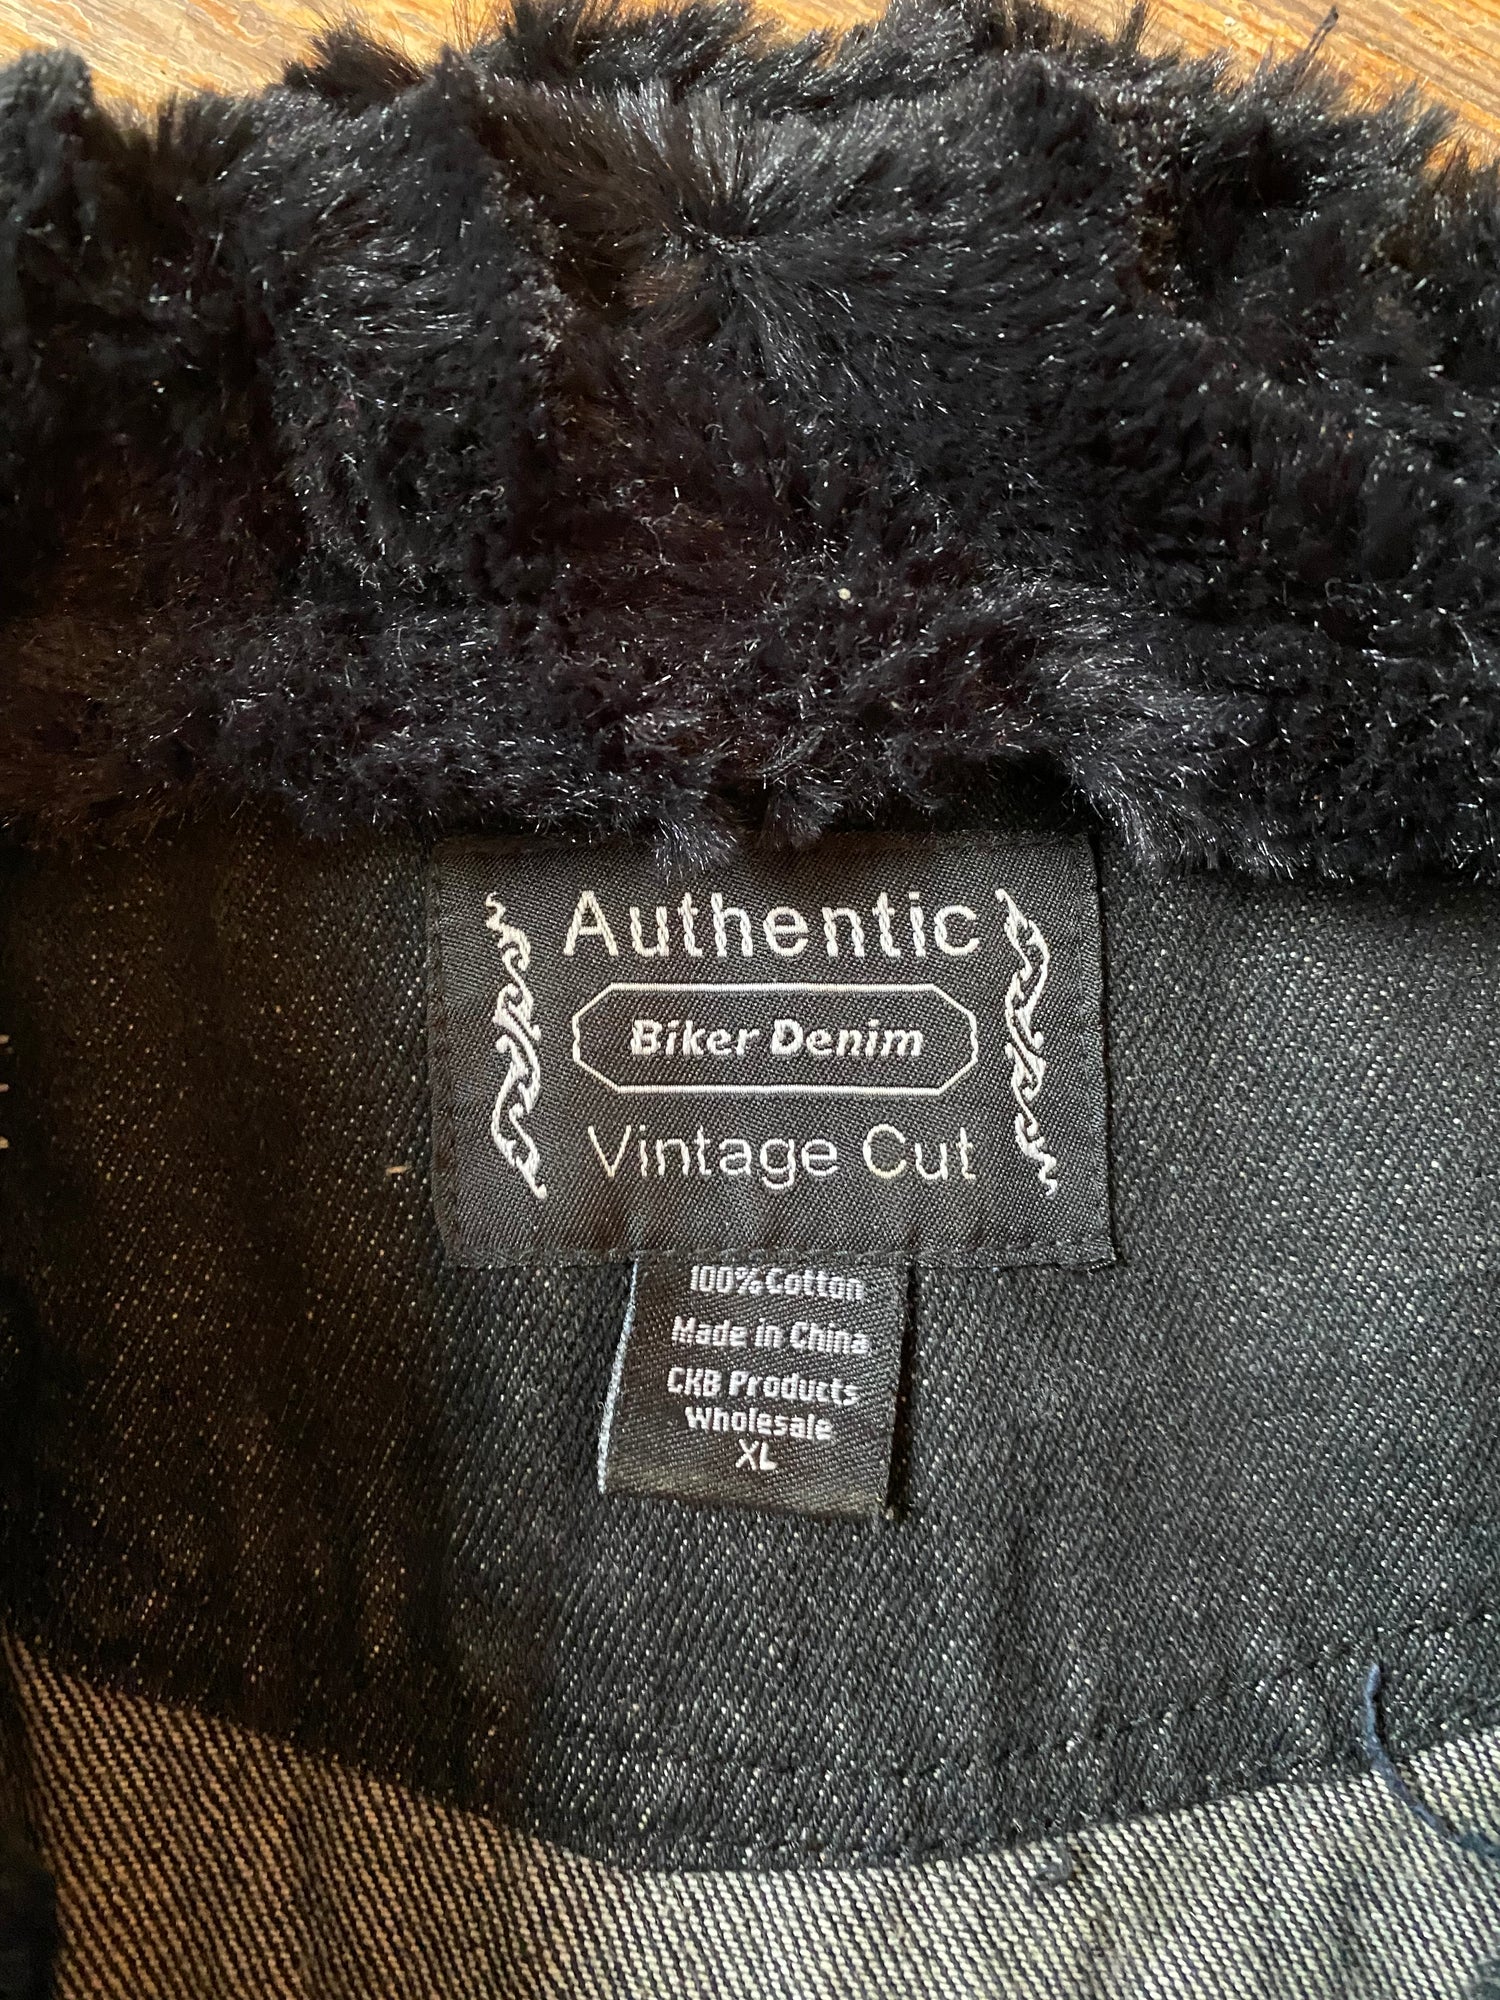 Authentic
Biker Denim
Vintage Cut
100% Cotton
Made in China
CKB Products
Wholesale
XL